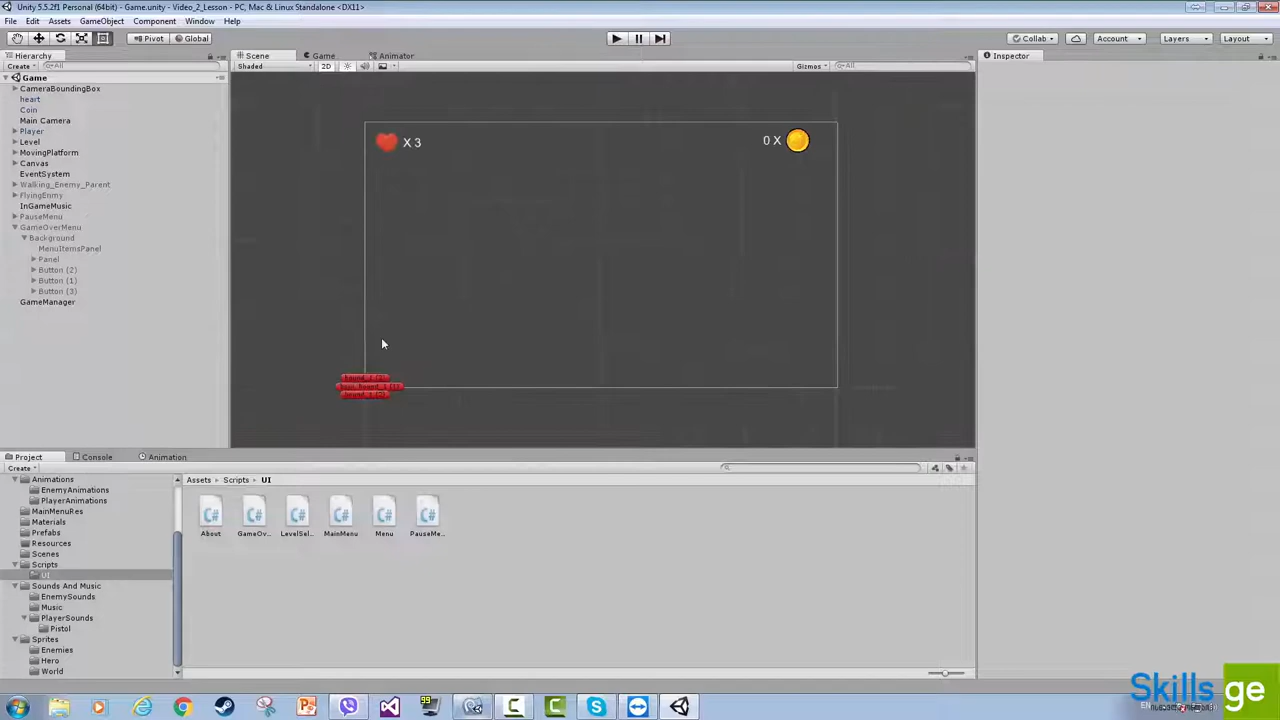 Unity 5.5.2f1 Personal (64bit) - Game.unity - Video_2_Lesson - PC, Mac & Linux Standalone <DX11>
File Edit Assets GameObject Component Window Help
Pivot Global Collab Account Layers Layout
Hierarchy Scene Game Animator Inspector
Create All Shaded 2D Gizmos All
Game
CameraBoundingBox
heart
Coin
Main Camera
Player
Level
MovingPlatform
Canvas
EventSystem
Walking_Enemy_Parent
FlyingEnmy
InGameMusic
PauseMenu
GameOverMenu
Background
MenuItemsPanel
Panel
Button (2)
Button (1)
Button (3)
GameManager
X 3
0 X
Project Console Animation
Create
Animations
EnemyAnimations
PlayerAnimations
MainMenuRes
Materials
Prefabs
Resources
Scenes
Scripts
UI
Sounds And Music
EnemySounds
Music
PlayerSounds
Pistol
Sprites
Enemies
Hero
World
Assets Scripts UI
About GameOv... LevelSel... MainMenu Menu PauseMe...
99
Skills ge